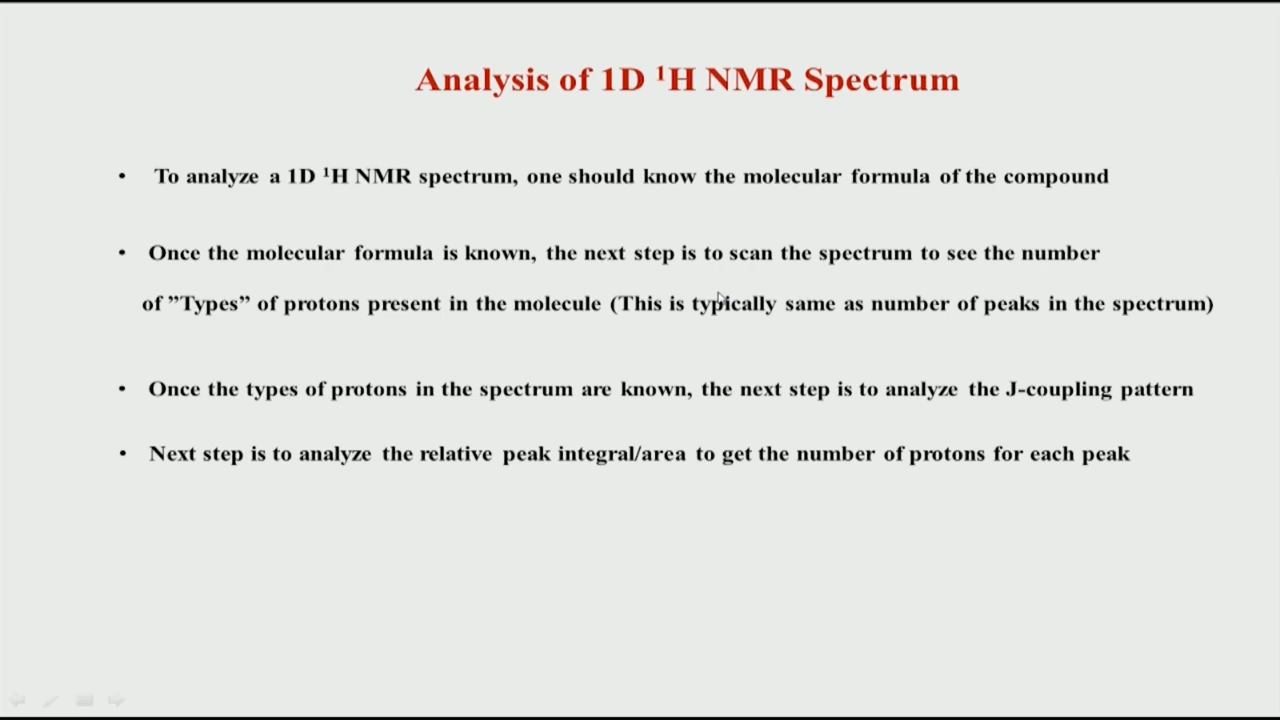 Analysis of 1D ¹H NMR Spectrum
• To analyze a 1D ¹H NMR spectrum, one should know the molecular formula of the compound
• Once the molecular formula is known, the next step is to scan the spectrum to see the number
of ”Types” of protons present in the molecule (This is typically same as number of peaks in the spectrum)
• Once the types of protons in the spectrum are known, the next step is to analyze the J-coupling pattern
• Next step is to analyze the relative peak integral/area to get the number of protons for each peak